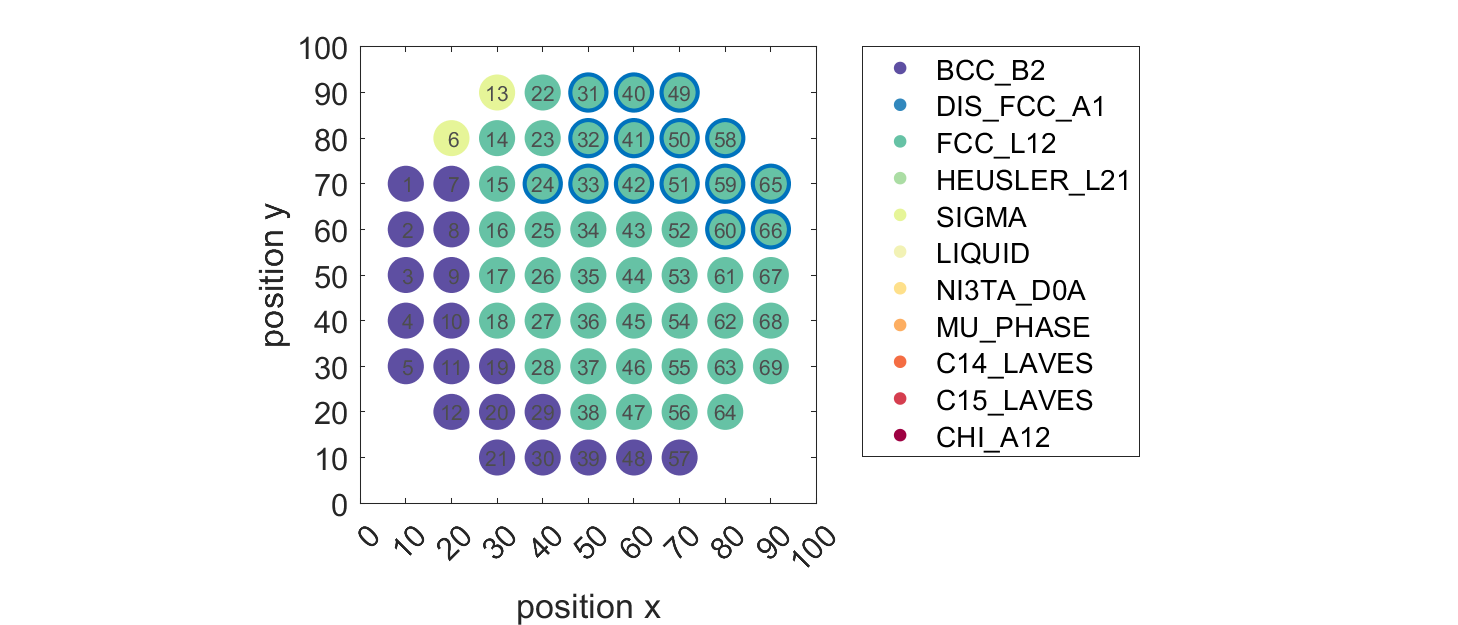 100
90
80
70
60
50
40
30
20
10
0
position y
13 22 31 40 49
6 14 23 32 41 50 58
1 7 15 24 33 42 51 59 65
2 8 16 25 34 43 52 60 66
3 9 17 26 35 44 53 61 67
4 10 18 27 36 45 54 62 68
5 11 19 28 37 46 55 63 69
12 20 29 38 47 56 64
21 30 39 48 57
0 10 20 30 40 50 60 70 80 90 100
position x
BCC_B2
DIS_FCC_A1
FCC_L12
HEUSLER_L21
SIGMA
LIQUID
NI3TA_D0A
MU_PHASE
C14_LAVES
C15_LAVES
CHI_A12